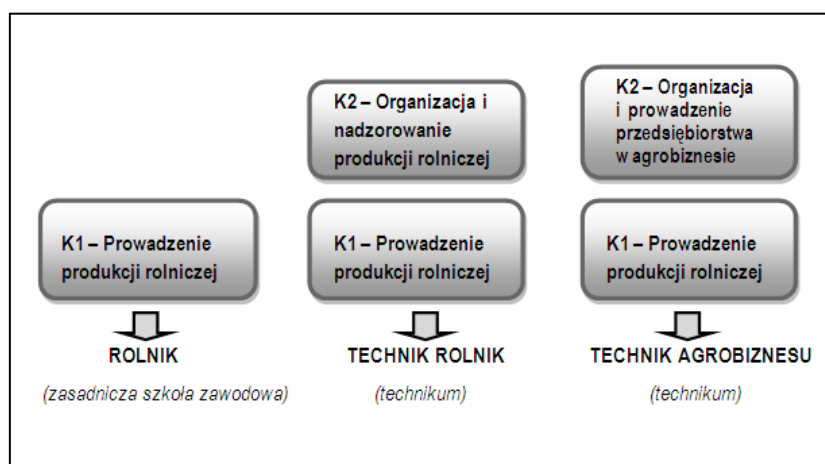 K2 – Organizacja i
nadzorowanie
produkcji rolniczej
K2 – Organizacja
i prowadzenie
przedsiębiorstwa
w agrobiznesie
K1 – Prowadzenie
produkcji rolniczej
K1 – Prowadzenie
produkcji rolniczej
K1 – Prowadzenie
produkcji rolniczej
ROLNIK
(zasadnicza szkoła zawodowa)
TECHNIK ROLNIK
(technikum)
TECHNIK AGROBIZNESU
(technikum)